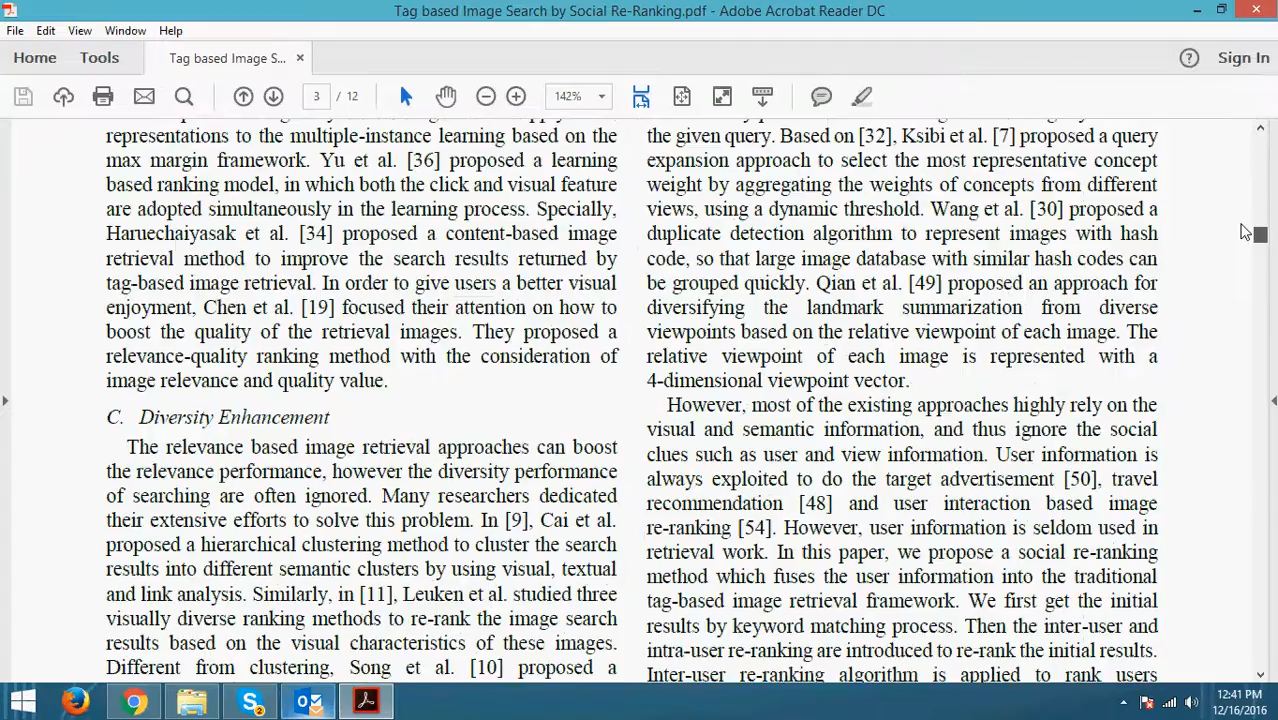 Tag based Image Search by Social Re-Ranking.pdf - Adobe Acrobat Reader DC
File Edit View Window Help
Home Tools Tag based Image S... × Sign In
3 / 12 142%
representations to the multiple-instance learning based on the
max margin framework. Yu et al. [36] proposed a learning
based ranking model, in which both the click and visual feature
are adopted simultaneously in the learning process. Specially,
Haruechaiyasak et al. [34] proposed a content-based image
retrieval method to improve the search results returned by
tag-based image retrieval. In order to give users a better visual
enjoyment, Chen et al. [19] focused their attention on how to
boost the quality of the retrieval images. They proposed a
relevance-quality ranking method with the consideration of
image relevance and quality value.
C. Diversity Enhancement
The relevance based image retrieval approaches can boost
the relevance performance, however the diversity performance
of searching are often ignored. Many researchers dedicated
their extensive efforts to solve this problem. In [9], Cai et al.
proposed a hierarchical clustering method to cluster the search
results into different semantic clusters by using visual, textual
and link analysis. Similarly, in [11], Leuken et al. studied three
visually diverse ranking methods to re-rank the image search
results based on the visual characteristics of these images.
Different from clustering, Song et al. [10] proposed a
the given query. Based on [32], Ksibi et al. [7] proposed a query
expansion approach to select the most representative concept
weight by aggregating the weights of concepts from different
views, using a dynamic threshold. Wang et al. [30] proposed a
duplicate detection algorithm to represent images with hash
code, so that large image database with similar hash codes can
be grouped quickly. Qian et al. [49] proposed an approach for
diversifying the landmark summarization from diverse
viewpoints based on the relative viewpoint of each image. The
relative viewpoint of each image is represented with a
4-dimensional viewpoint vector.
However, most of the existing approaches highly rely on the
visual and semantic information, and thus ignore the social
clues such as user and view information. User information is
always exploited to do the target advertisement [50], travel
recommendation [48] and user interaction based image
re-ranking [54]. However, user information is seldom used in
retrieval work. In this paper, we propose a social re-ranking
method which fuses the user information into the traditional
tag-based image retrieval framework. We first get the initial
results by keyword matching process. Then the inter-user and
intra-user re-ranking are introduced to re-rank the initial results.
Inter-user re-ranking algorithm is applied to rank users
12:41 PM
12/16/2016